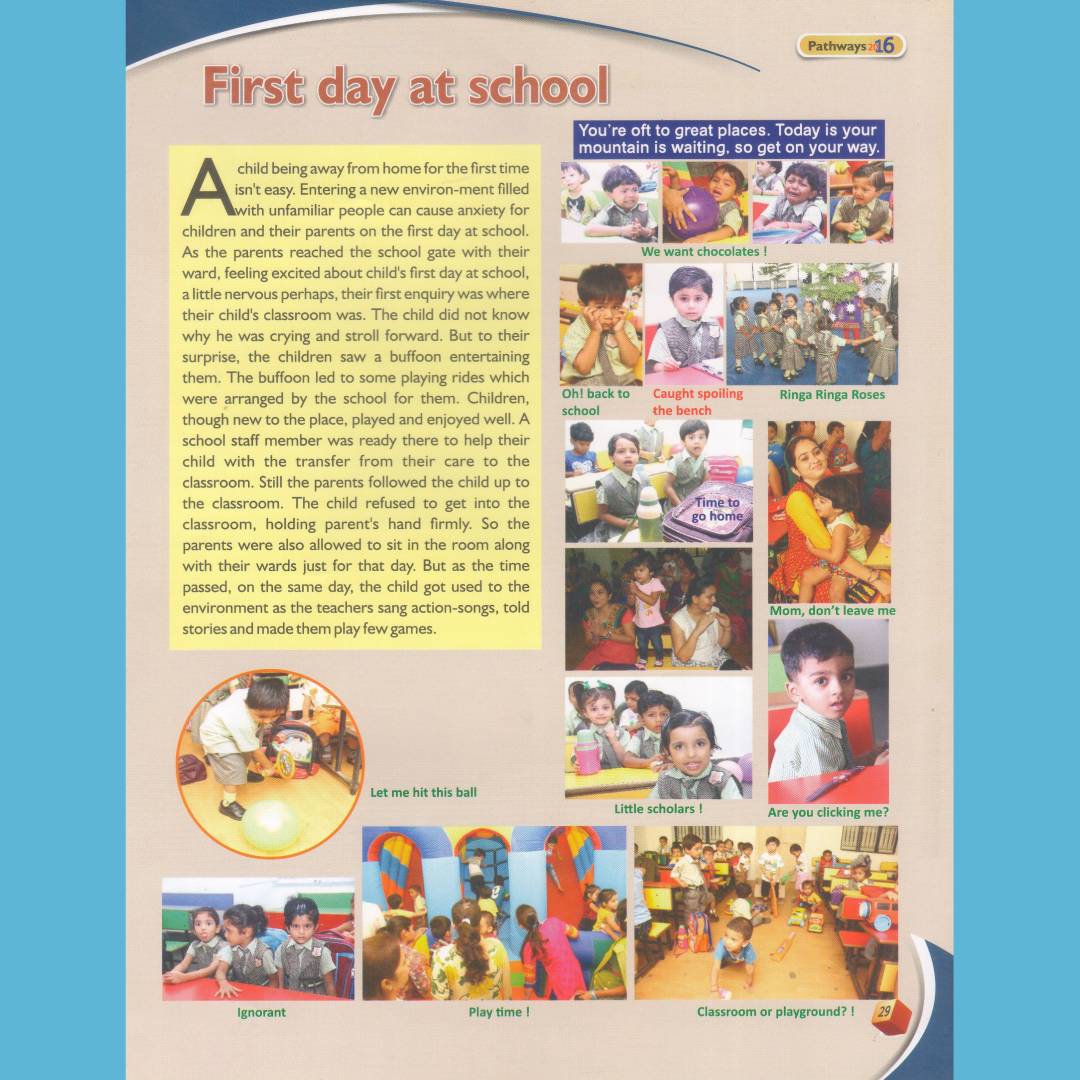 Pathways 2016
First day at school
You're oft to great places. Today is your
mountain is waiting, so get on your way.
A child being away from home for the first time
isn't easy. Entering a new environ-ment filled
with unfamiliar people can cause anxiety for
children and their parents on the first day at school.
As the parents reached the school gate with their
ward, feeling excited about child's first day at school,
a little nervous perhaps, their first enquiry was where
their child's classroom was. The child did not know
why he was crying and stroll forward. But to their
surprise, the children saw a buffoon entertaining
them. The buffoon led to some playing rides which
were arranged by the school for them. Children,
though new to the place, played and enjoyed well. A
school staff member was ready there to help their
child with the transfer from their care to the
classroom. Still the parents followed the child up to
the classroom. The child refused to get into the
classroom, holding parent's hand firmly. So the
parents were also allowed to sit in the room along
with their wards just for that day. But as the time
passed, on the same day, the child got used to the
environment as the teachers sang action-songs, told
stories and made them play few games.
We want chocolates !
Oh! back to
school
Caught spoiling
the bench
Ringa Ringa Roses
Time to
go home
Mom, don't leave me
Let me hit this ball
Little scholars !
Are you clicking me?
Ignorant
Play time !
Classroom or playground? !
29